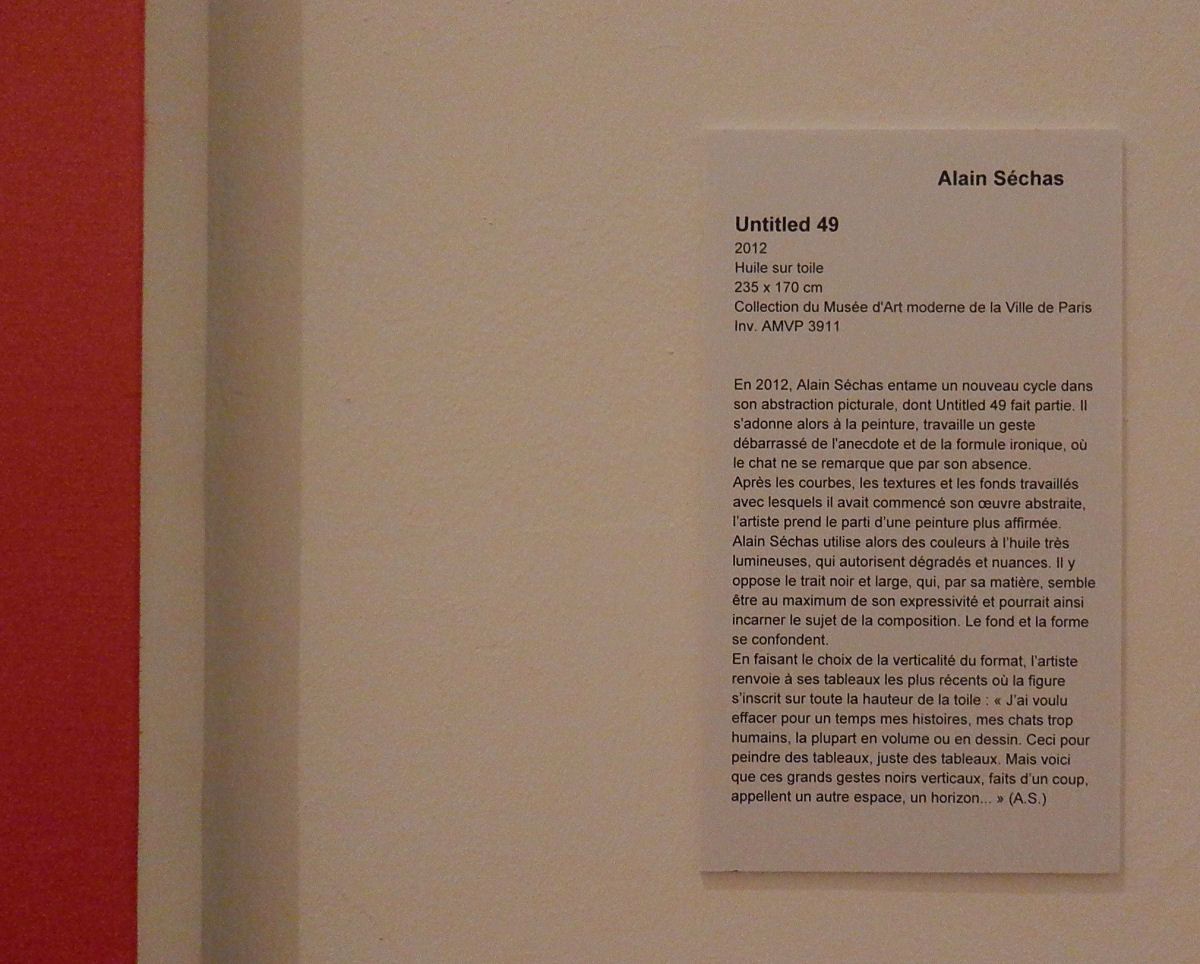 Alain Séchas
Untitled 49
2012
Huile sur toile
235 x 170 cm
Collection du Musée d'Art moderne de la Ville de Paris
Inv. AMVP 3911
En 2012, Alain Séchas entame un nouveau cycle dans
son abstraction picturale, dont Untitled 49 fait partie. Il
s'adonne alors à la peinture, travaille un geste
débarrassé de l'anecdote et de la formule ironique, où
le chat ne se remarque que par son absence.
Après les courbes, les textures et les fonds travaillés
avec lesquels il avait commencé son œuvre abstraite,
l'artiste prend le parti d'une peinture plus affirmée.
Alain Séchas utilise alors des couleurs à l'huile très
lumineuses, qui autorisent dégradés et nuances. Il y
oppose le trait noir et large, qui, par sa matière, semble
être au maximum de son expressivité et pourrait ainsi
incarner le sujet de la composition. Le fond et la forme
se confondent.
En faisant le choix de la verticalité du format, l'artiste
renvoie à ses tableaux les plus récents où la figure
s'inscrit sur toute la hauteur de la toile : « J'ai voulu
effacer pour un temps mes histoires, mes chats trop
humains, la plupart en volume ou en dessin. Ceci pour
peindre des tableaux, juste des tableaux. Mais voici
que ces grands gestes noirs verticaux, faits d'un coup,
appellent un autre espace, un horizon... » (A.S.)